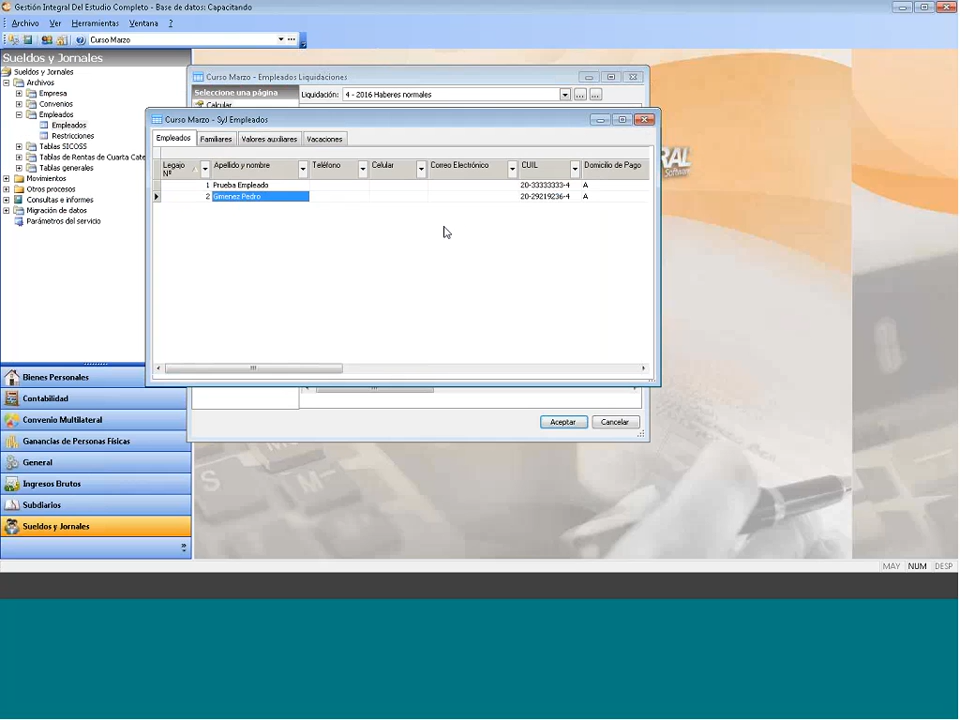 Gestión Integral Del Estudio Completo - Base de datos: Capacitando
Archivo Ver Herramientas Ventana ?
Curso Marzo
Sueldos y Jornales
Sueldos y Jornales
Archivos
Empresa
Convenios
Empleados
Empleados
Restricciones
Tablas SICOSS
Tablas de Rentas de Cuarta Cate
Tablas generales
Movimientos
Otros procesos
Consultas e informes
Migración de datos
Parámetros del servicio
Bienes Personales
Contabilidad
Convenio Multilateral
Ganancias de Personas Físicas
General
Ingresos Brutos
Subdiarios
Sueldos y Jornales
Curso Marzo - Empleados Liquidaciones
Seleccione una página
Calcular
Liquidación: 4 - 2016 Haberes normales
Curso Marzo - SyJ Empleados
Empleados Familiares Valores auxiliares Vacaciones
Legajo Nº Apellido y nombre Teléfono Celular Correo Electrónico CUIL Domicilio de Pago
1 Prueba Empleado 20-33333333-4 A
2 Gimenez Pedro 20-29219236-4 A
Aceptar Cancelar
RAL
Software
MAY NUM DESP